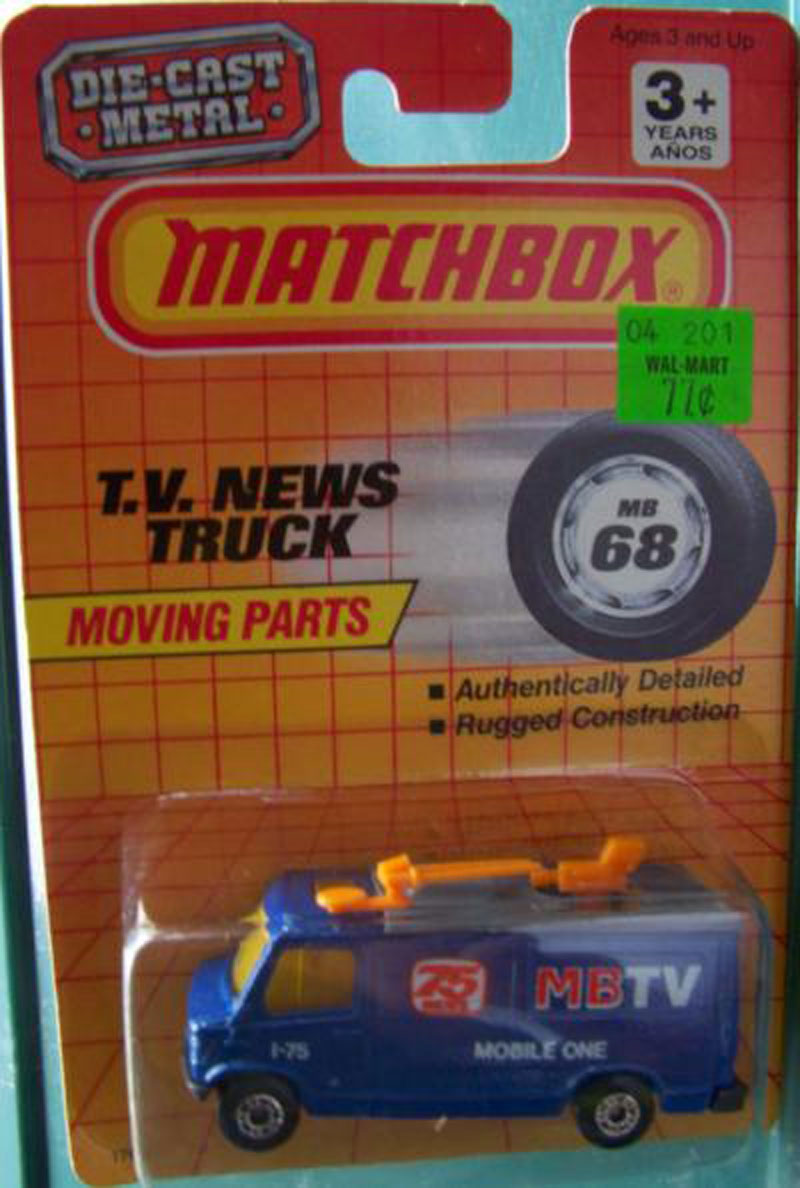 Ages 3 and Up
DIE-CAST
METAL
3+
YEARS
AÑOS
MATCHBOX®
04 201
WAL-MART
77¢
T.V. NEWS
TRUCK
MB
68
MOVING PARTS
Authentically Detailed
Rugged Construction
75
MBTV
I-75
MOBILE ONE